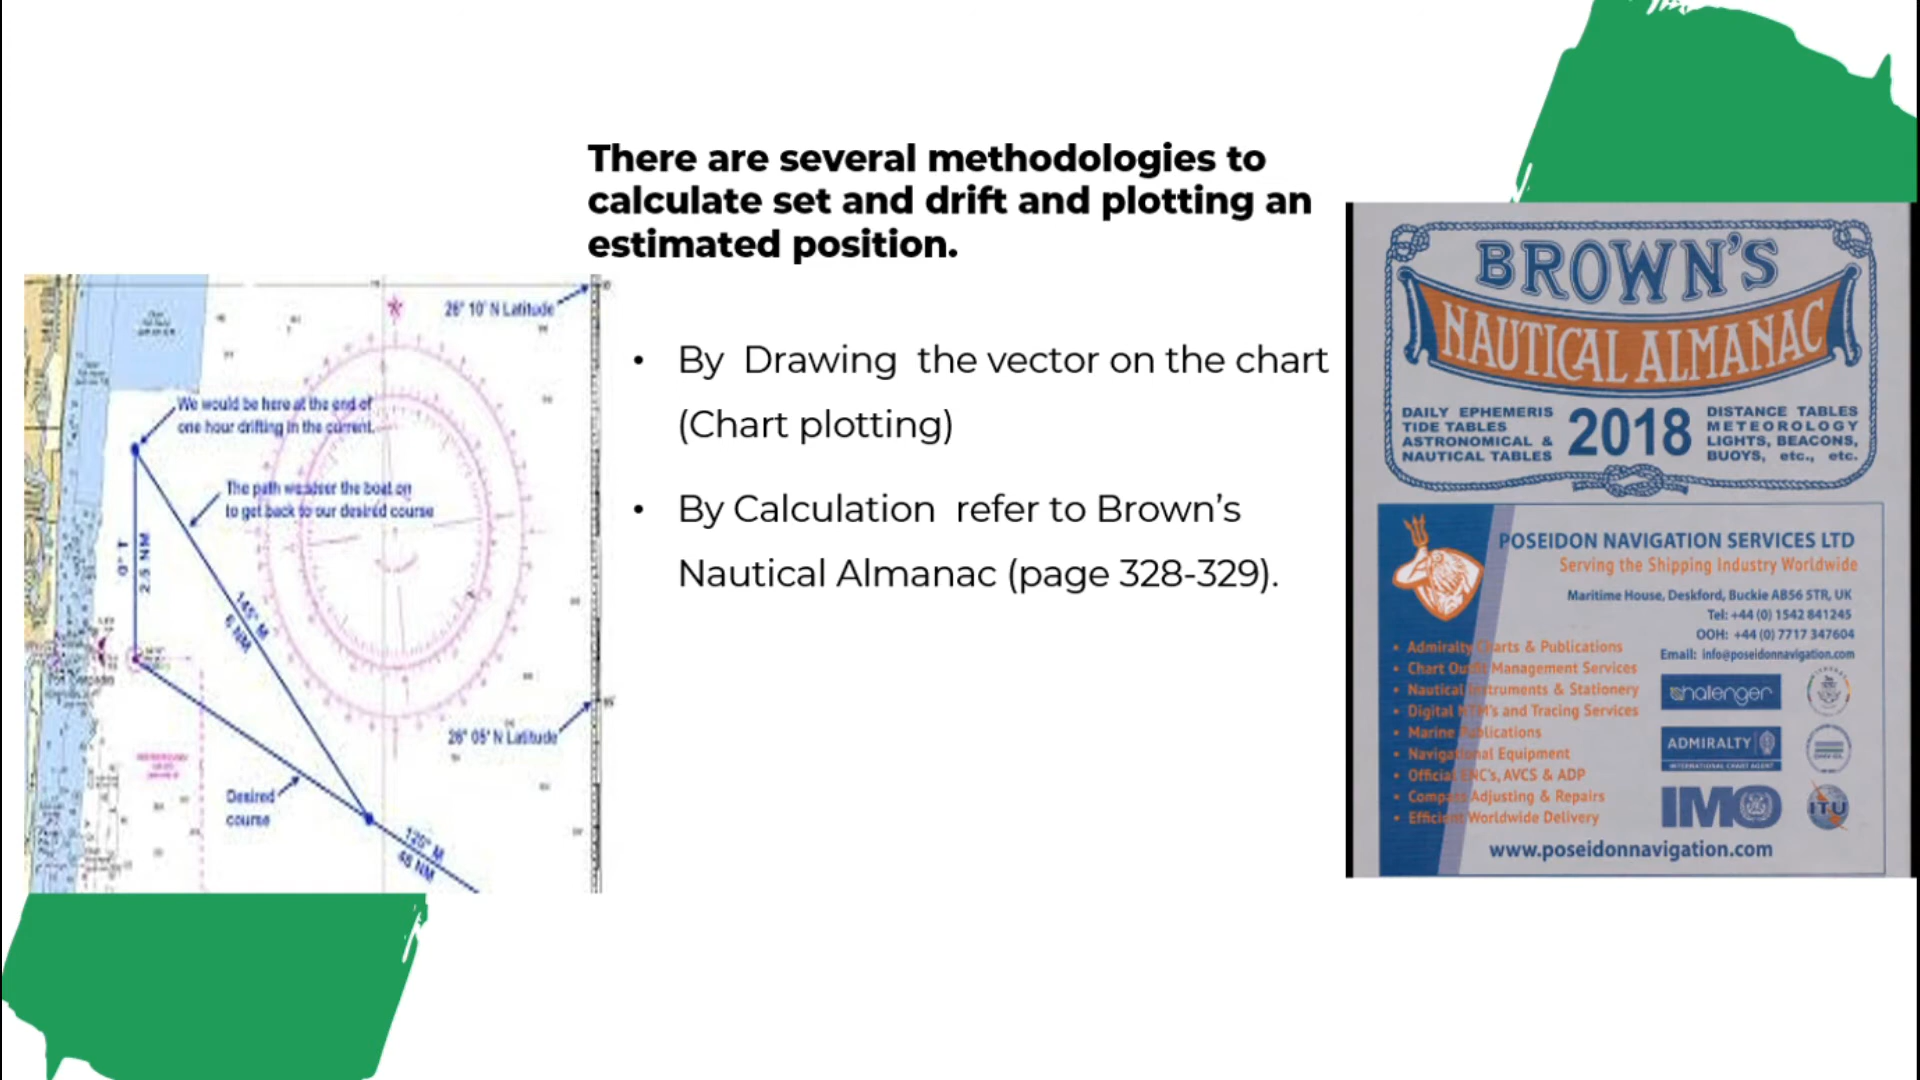 There are several methodologies to
calculate set and drift and plotting an
estimated position.
• By Drawing the vector on the chart
(Chart plotting)
• By Calculation refer to Brown’s
Nautical Almanac (page 328-329).
26° 10' N Latitude
We would be here at the end of
one hour drifting in the current.
The path we steer the boat on
to get back to our desired course
0° T
2.5 NM
145° M
6 NM
26° 05' N Latitude
Desired
course
125° M
48 NM
BROWN'S
NAUTICAL ALMANAC
DAILY EPHEMERIS
TIDE TABLES
ASTRONOMICAL &
NAUTICAL TABLES
2018
DISTANCE TABLES
METEOROLOGY
LIGHTS, BEACONS,
BUOYS, etc., etc.
POSEIDON NAVIGATION SERVICES LTD
Serving the Shipping Industry Worldwide
Maritime House, Deskford, Buckie AB56 5TR, UK
Tel: +44 (0) 1542 841245
OOH: +44 (0) 7717 347604
Email: info@poseidonnavigation.com
• Admiralty Charts & Publications
• Chart Outfit Management Services
• Nautical Instruments & Stationery
• Digital NTM's and Tracing Services
• Marine Publications
• Navigational Equipment
• Official ENC's, AVCS & ADP
• Compass Adjusting & Repairs
• Efficient Worldwide Delivery
chalenger
ADMIRALTY
INTERNATIONAL CHART AGENT
IMO
ITU
www.poseidonnavigation.com